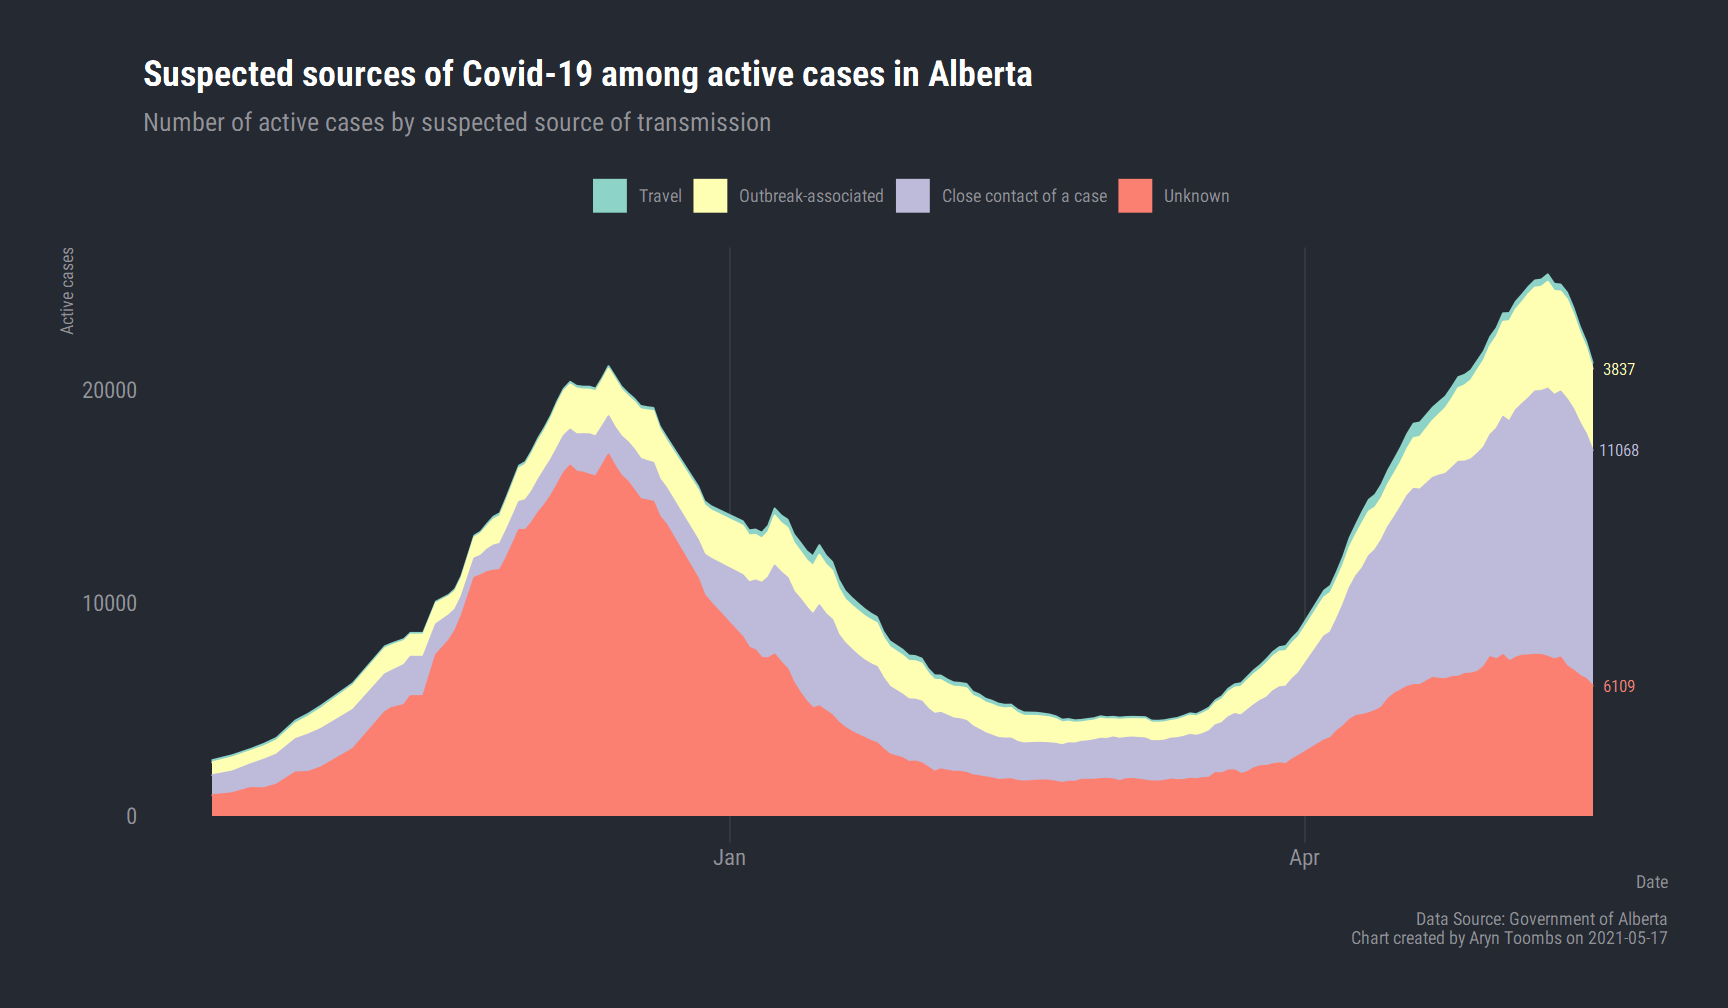 Suspected sources of Covid-19 among active cases in Alberta
Number of active cases by suspected source of transmission
Travel Outbreak-associated Close contact of a case Unknown
Active cases
20000
10000
0
3837
11068
6109
Jan Apr
Date
Data Source: Government of Alberta
Chart created by Aryn Toombs on 2021-05-17